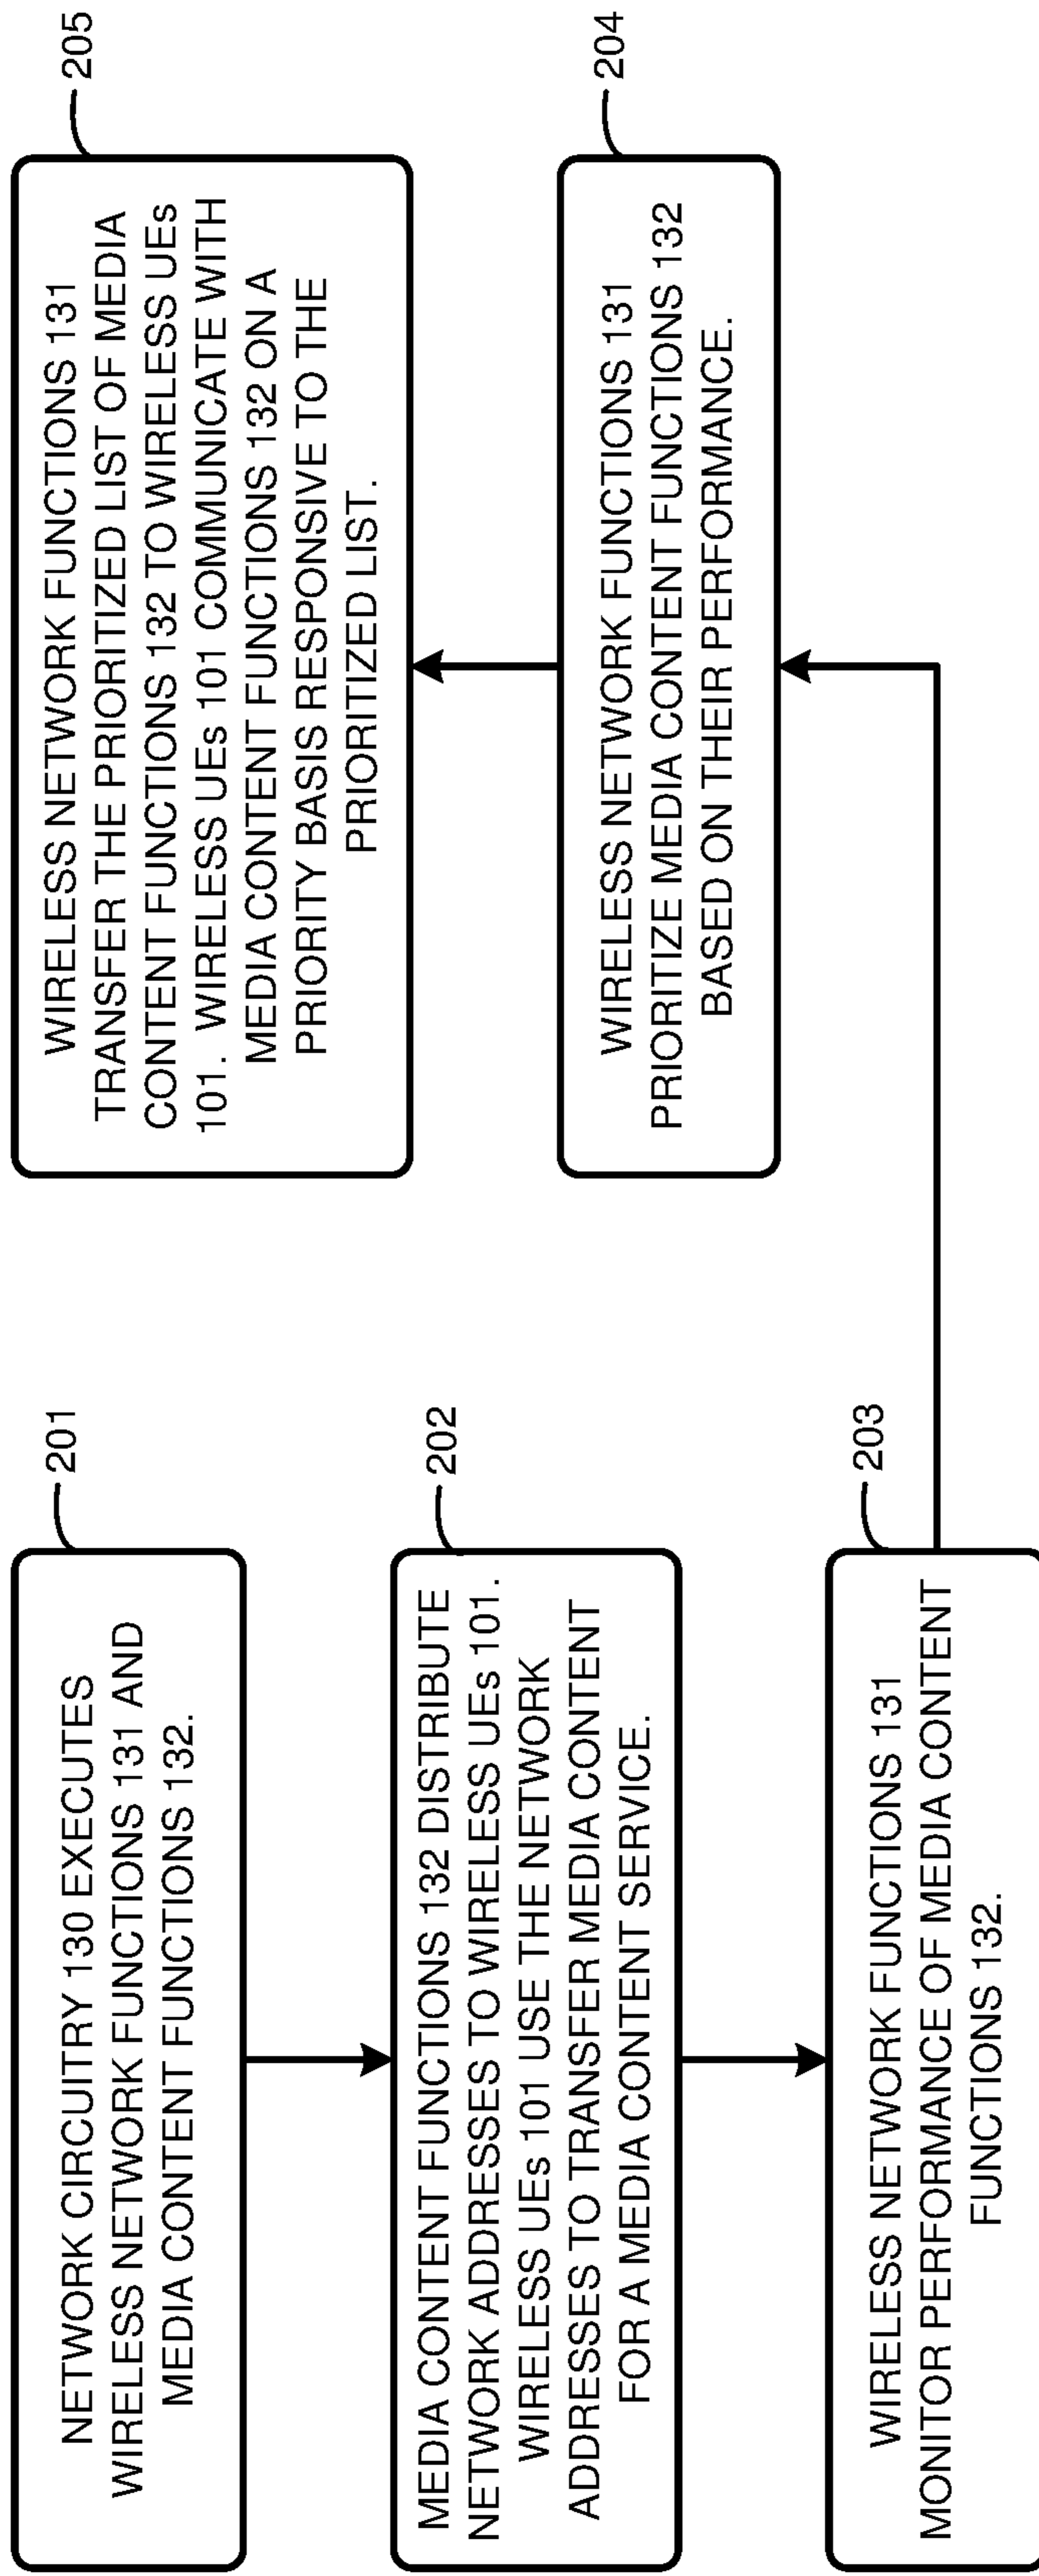 201
NETWORK CIRCUITRY 130 EXECUTES
WIRELESS NETWORK FUNCTIONS 131 AND
MEDIA CONTENT FUNCTIONS 132.
202
MEDIA CONTENT FUNCTIONS 132 DISTRIBUTE
NETWORK ADDRESSES TO WIRELESS UEs 101.
WIRELESS UEs 101 USE THE NETWORK
ADDRESSES TO TRANSFER MEDIA CONTENT
FOR A MEDIA CONTENT SERVICE.
203
WIRELESS NETWORK FUNCTIONS 131
MONITOR PERFORMANCE OF MEDIA CONTENT
FUNCTIONS 132.
204
WIRELESS NETWORK FUNCTIONS 131
PRIORITIZE MEDIA CONTENT FUNCTIONS 132
BASED ON THEIR PERFORMANCE.
205
WIRELESS NETWORK FUNCTIONS 131
TRANSFER THE PRIORITIZED LIST OF MEDIA
CONTENT FUNCTIONS 132 TO WIRELESS UEs
101. WIRELESS UEs 101 COMMUNICATE WITH
MEDIA CONTENT FUNCTIONS 132 ON A
PRIORITY BASIS RESPONSIVE TO THE
PRIORITIZED LIST.